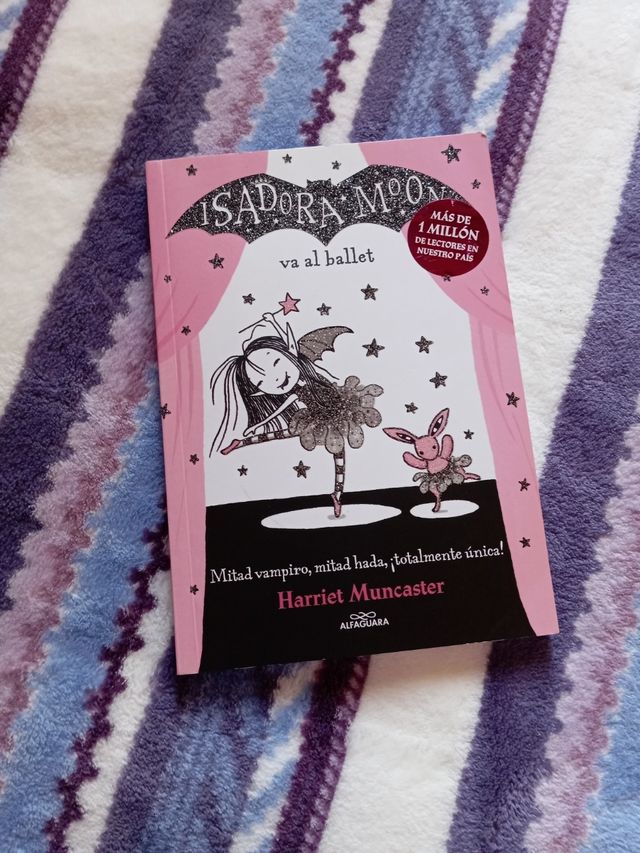 ISADORA MOON
va al ballet
MÁS DE
1 MILLÓN
DE LECTORES EN
NUESTRO PAÍS
Mitad vampiro, mitad hada, ¡totalmente única!
Harriet Muncaster
ALFAGUARA